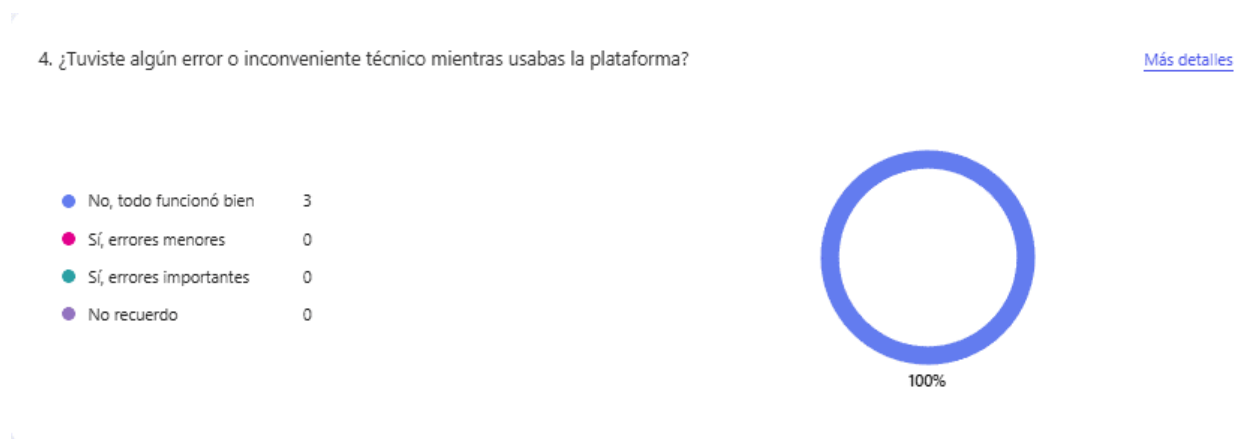 4. ¿Tuviste algún error o inconveniente técnico mientras usabas la plataforma?
Más detalles
No, todo funcionó bien 3
Sí, errores menores 0
Sí, errores importantes 0
No recuerdo 0
100%